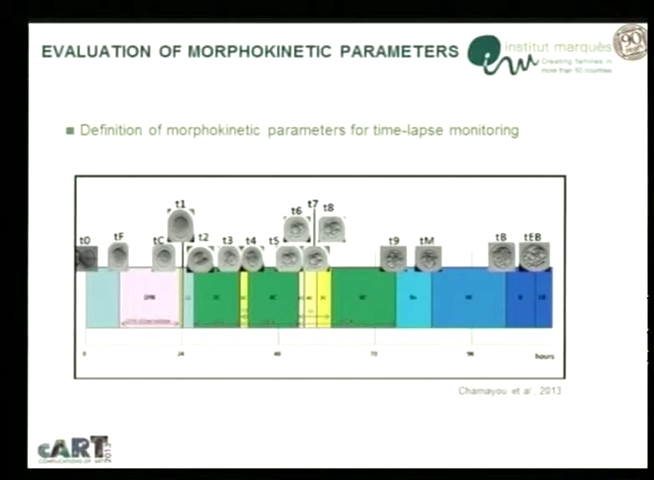 EVALUATION OF MORPHOKINETIC PARAMETERS
institut marquès
Creating families in
more than 50 countries
90
Definition of morphokinetic parameters for time-lapse monitoring
t0
tF
tC
t1
t2
t3
t4
t5
t6
t7
t8
t9
tM
tB
tEB
0
24
48
72
96
hours
Chamayou et al., 2013
cART